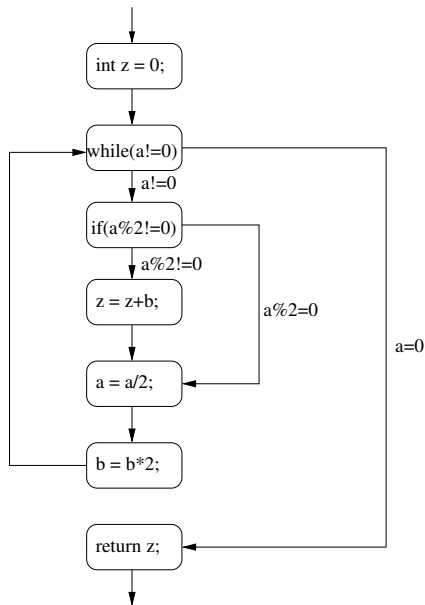 int z = 0;
while(a!=0)
a!=0
if(a%2!=0)
a%2!=0
z = z+b;
a%2=0
a=0
a = a/2;
b = b*2;
return z;